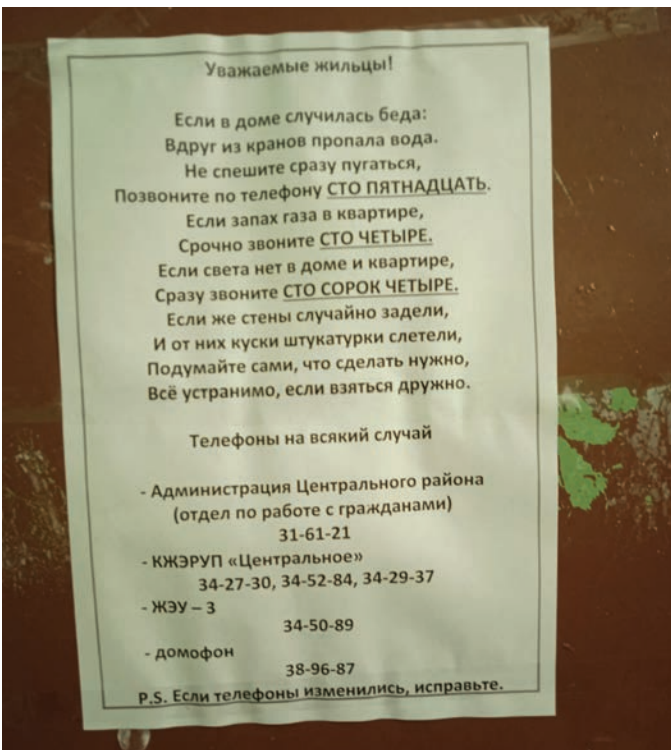 Уважаемые жильцы!
Если в доме случилась беда:
Вдруг из кранов пропала вода.
Не спешите сразу пугаться,
Позвоните по телефону СТО ПЯТНАДЦАТЬ.
Если запах газа в квартире,
Срочно звоните СТО ЧЕТЫРЕ.
Если света нет в доме и квартире,
Сразу звоните СТО СОРОК ЧЕТЫРЕ.
Если же стены случайно задели,
И от них куски штукатурки слетели,
Подумайте сами, что сделать нужно,
Всё устранимо, если взяться дружно.
Телефоны на всякий случай
- Администрация Центрального района
(отдел по работе с гражданами)
31-61-21
- КЖЭРУП «Центральное»
34-27-30, 34-52-84, 34-29-37
- ЖЭУ – 3
34-50-89
- домофон
38-96-87
P.S. Если телефоны изменились, исправьте.